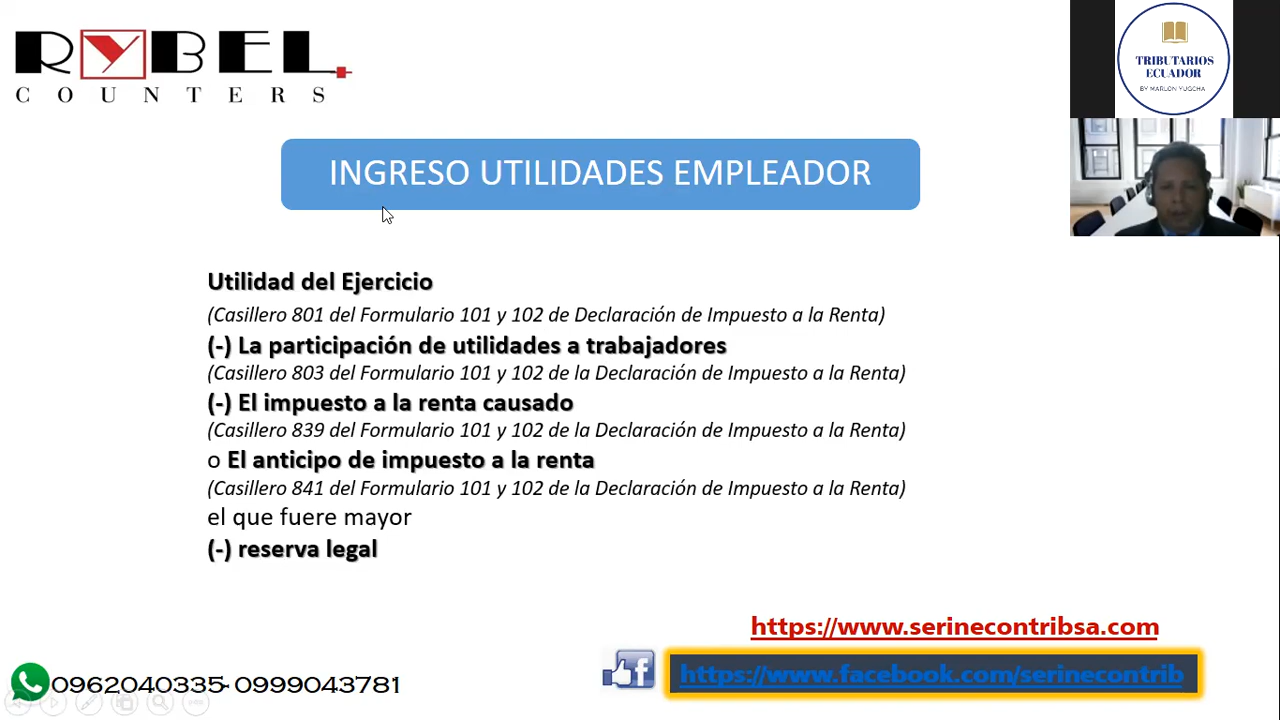 RYBEL.
COUNTERS
TRIBUTARIOS
ECUADOR
BY MARLON YUGCHA
INGRESO UTILIDADES EMPLEADOR
Utilidad del Ejercicio
(Casillero 801 del Formulario 101 y 102 de Declaración de Impuesto a la Renta)
(-) La participación de utilidades a trabajadores
(Casillero 803 del Formulario 101 y 102 de la Declaración de Impuesto a la Renta)
(-) El impuesto a la renta causado
(Casillero 839 del Formulario 101 y 102 de la Declaración de Impuesto a la Renta)
o El anticipo de impuesto a la renta
(Casillero 841 del Formulario 101 y 102 de la Declaración de Impuesto a la Renta)
el que fuere mayor
(-) reserva legal
https://www.serinecontribsa.com
https://www.facebook.com/serinecontrib
0962040335- 0999043781